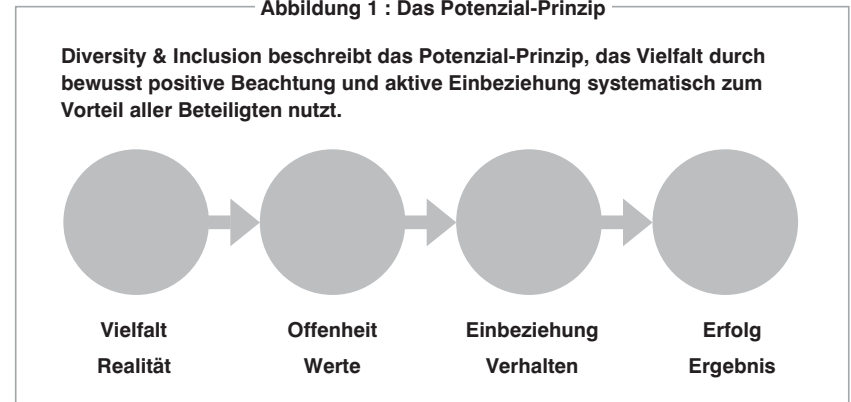 Abbildung 1 : Das Potenzial-Prinzip
Diversity & Inclusion beschreibt das Potenzial-Prinzip, das Vielfalt durch
bewusst positive Beachtung und aktive Einbeziehung systematisch zum
Vorteil aller Beteiligten nutzt.
Vielfalt Offenheit Einbeziehung Erfolg
Realität Werte Verhalten Ergebnis